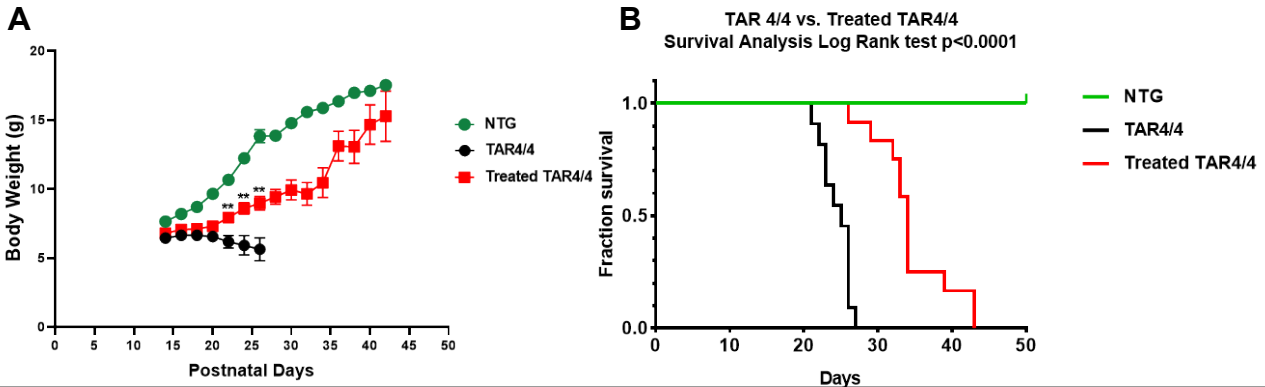 A
20
15
10
5
0
Body Weight (g)
** ** **
0 5 10 15 20 25 30 35 40 45 50
Postnatal Days
NTG
TAR4/4
Treated TAR4/4
B
TAR 4/4 vs. Treated TAR4/4
Survival Analysis Log Rank test p<0.0001
1.0
0.5
0.0
Fraction survival
0 10 20 30 40 50
Days
NTG
TAR4/4
Treated TAR4/4